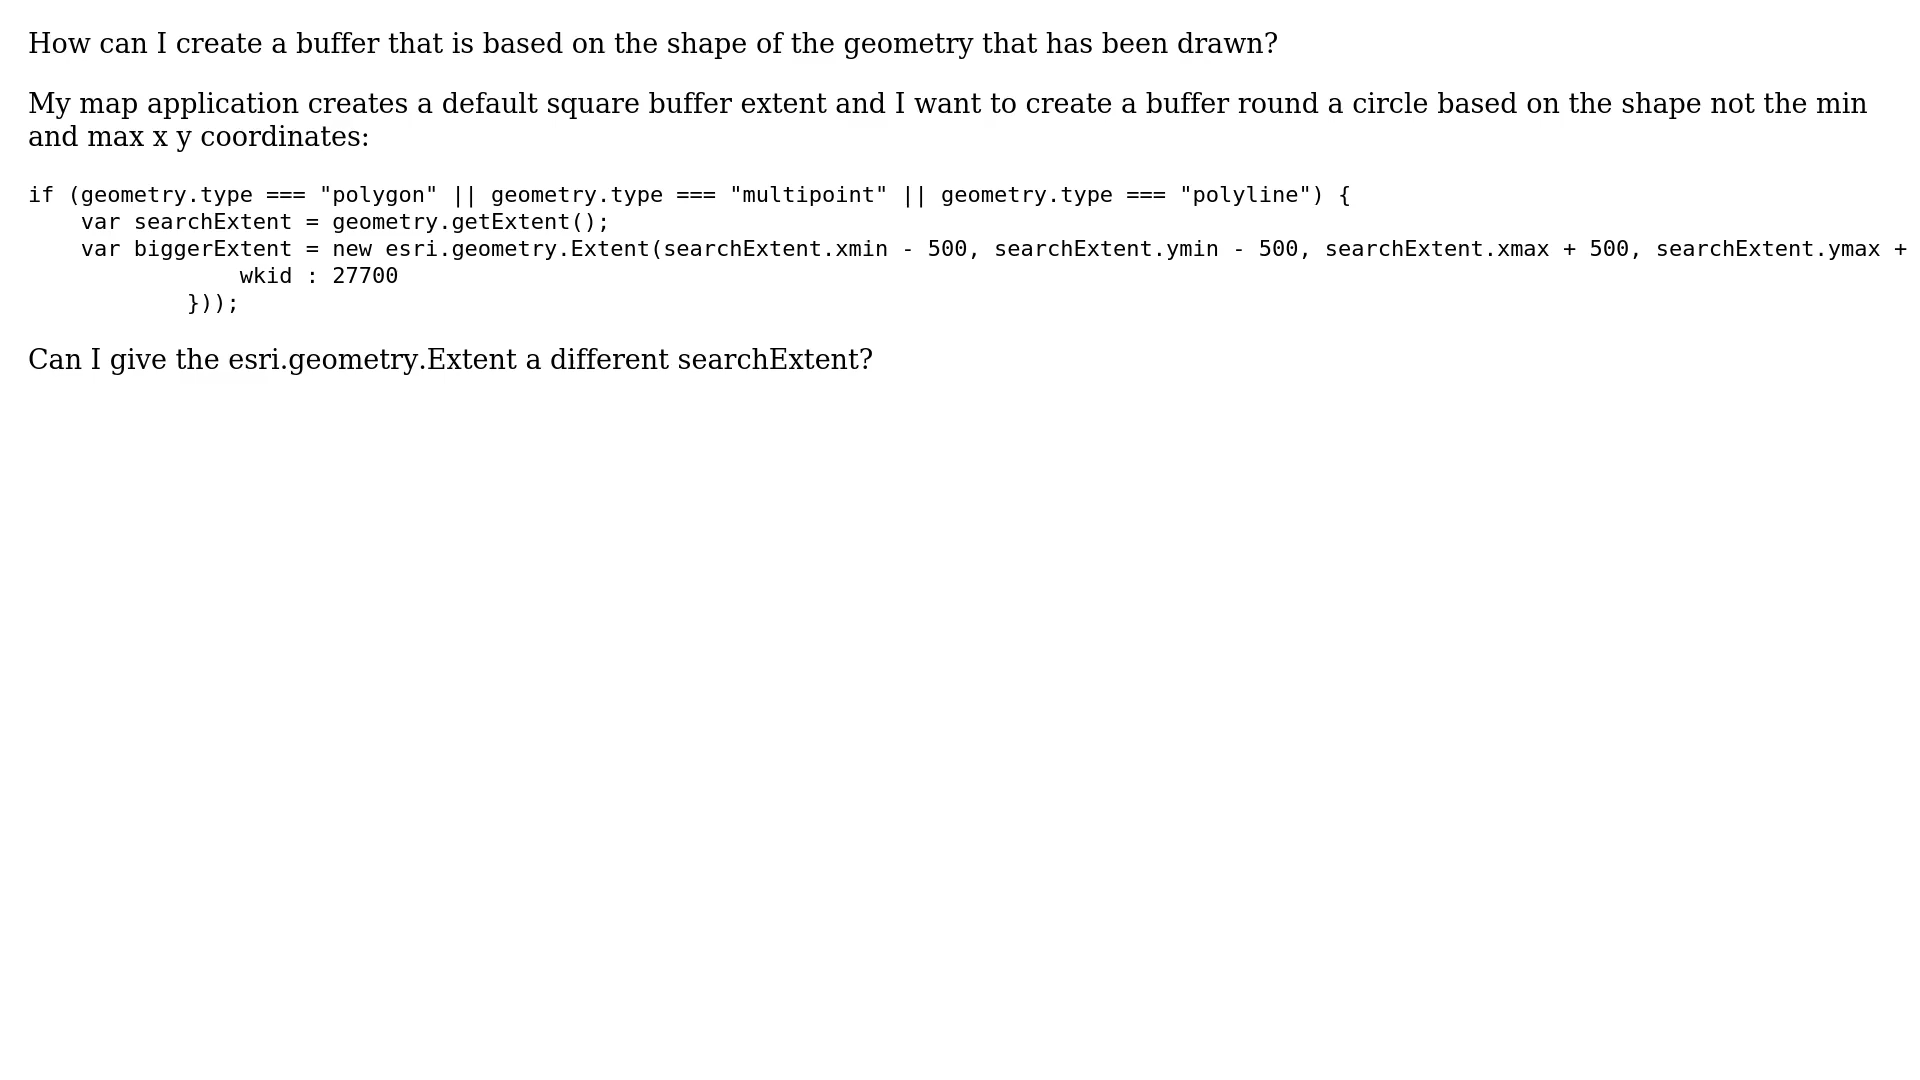 How can I create a buffer that is based on the shape of the geometry that has been drawn?
My map application creates a default square buffer extent and I want to create a buffer round a circle based on the shape not the min
and max x y coordinates:
if (geometry.type === "polygon" || geometry.type === "multipoint" || geometry.type === "polyline") {
    var searchExtent = geometry.getExtent();
    var biggerExtent = new esri.geometry.Extent(searchExtent.xmin - 500, searchExtent.ymin - 500, searchExtent.xmax + 500, searchExtent.ymax +
                wkid : 27700
            }));
Can I give the esri.geometry.Extent a different searchExtent?